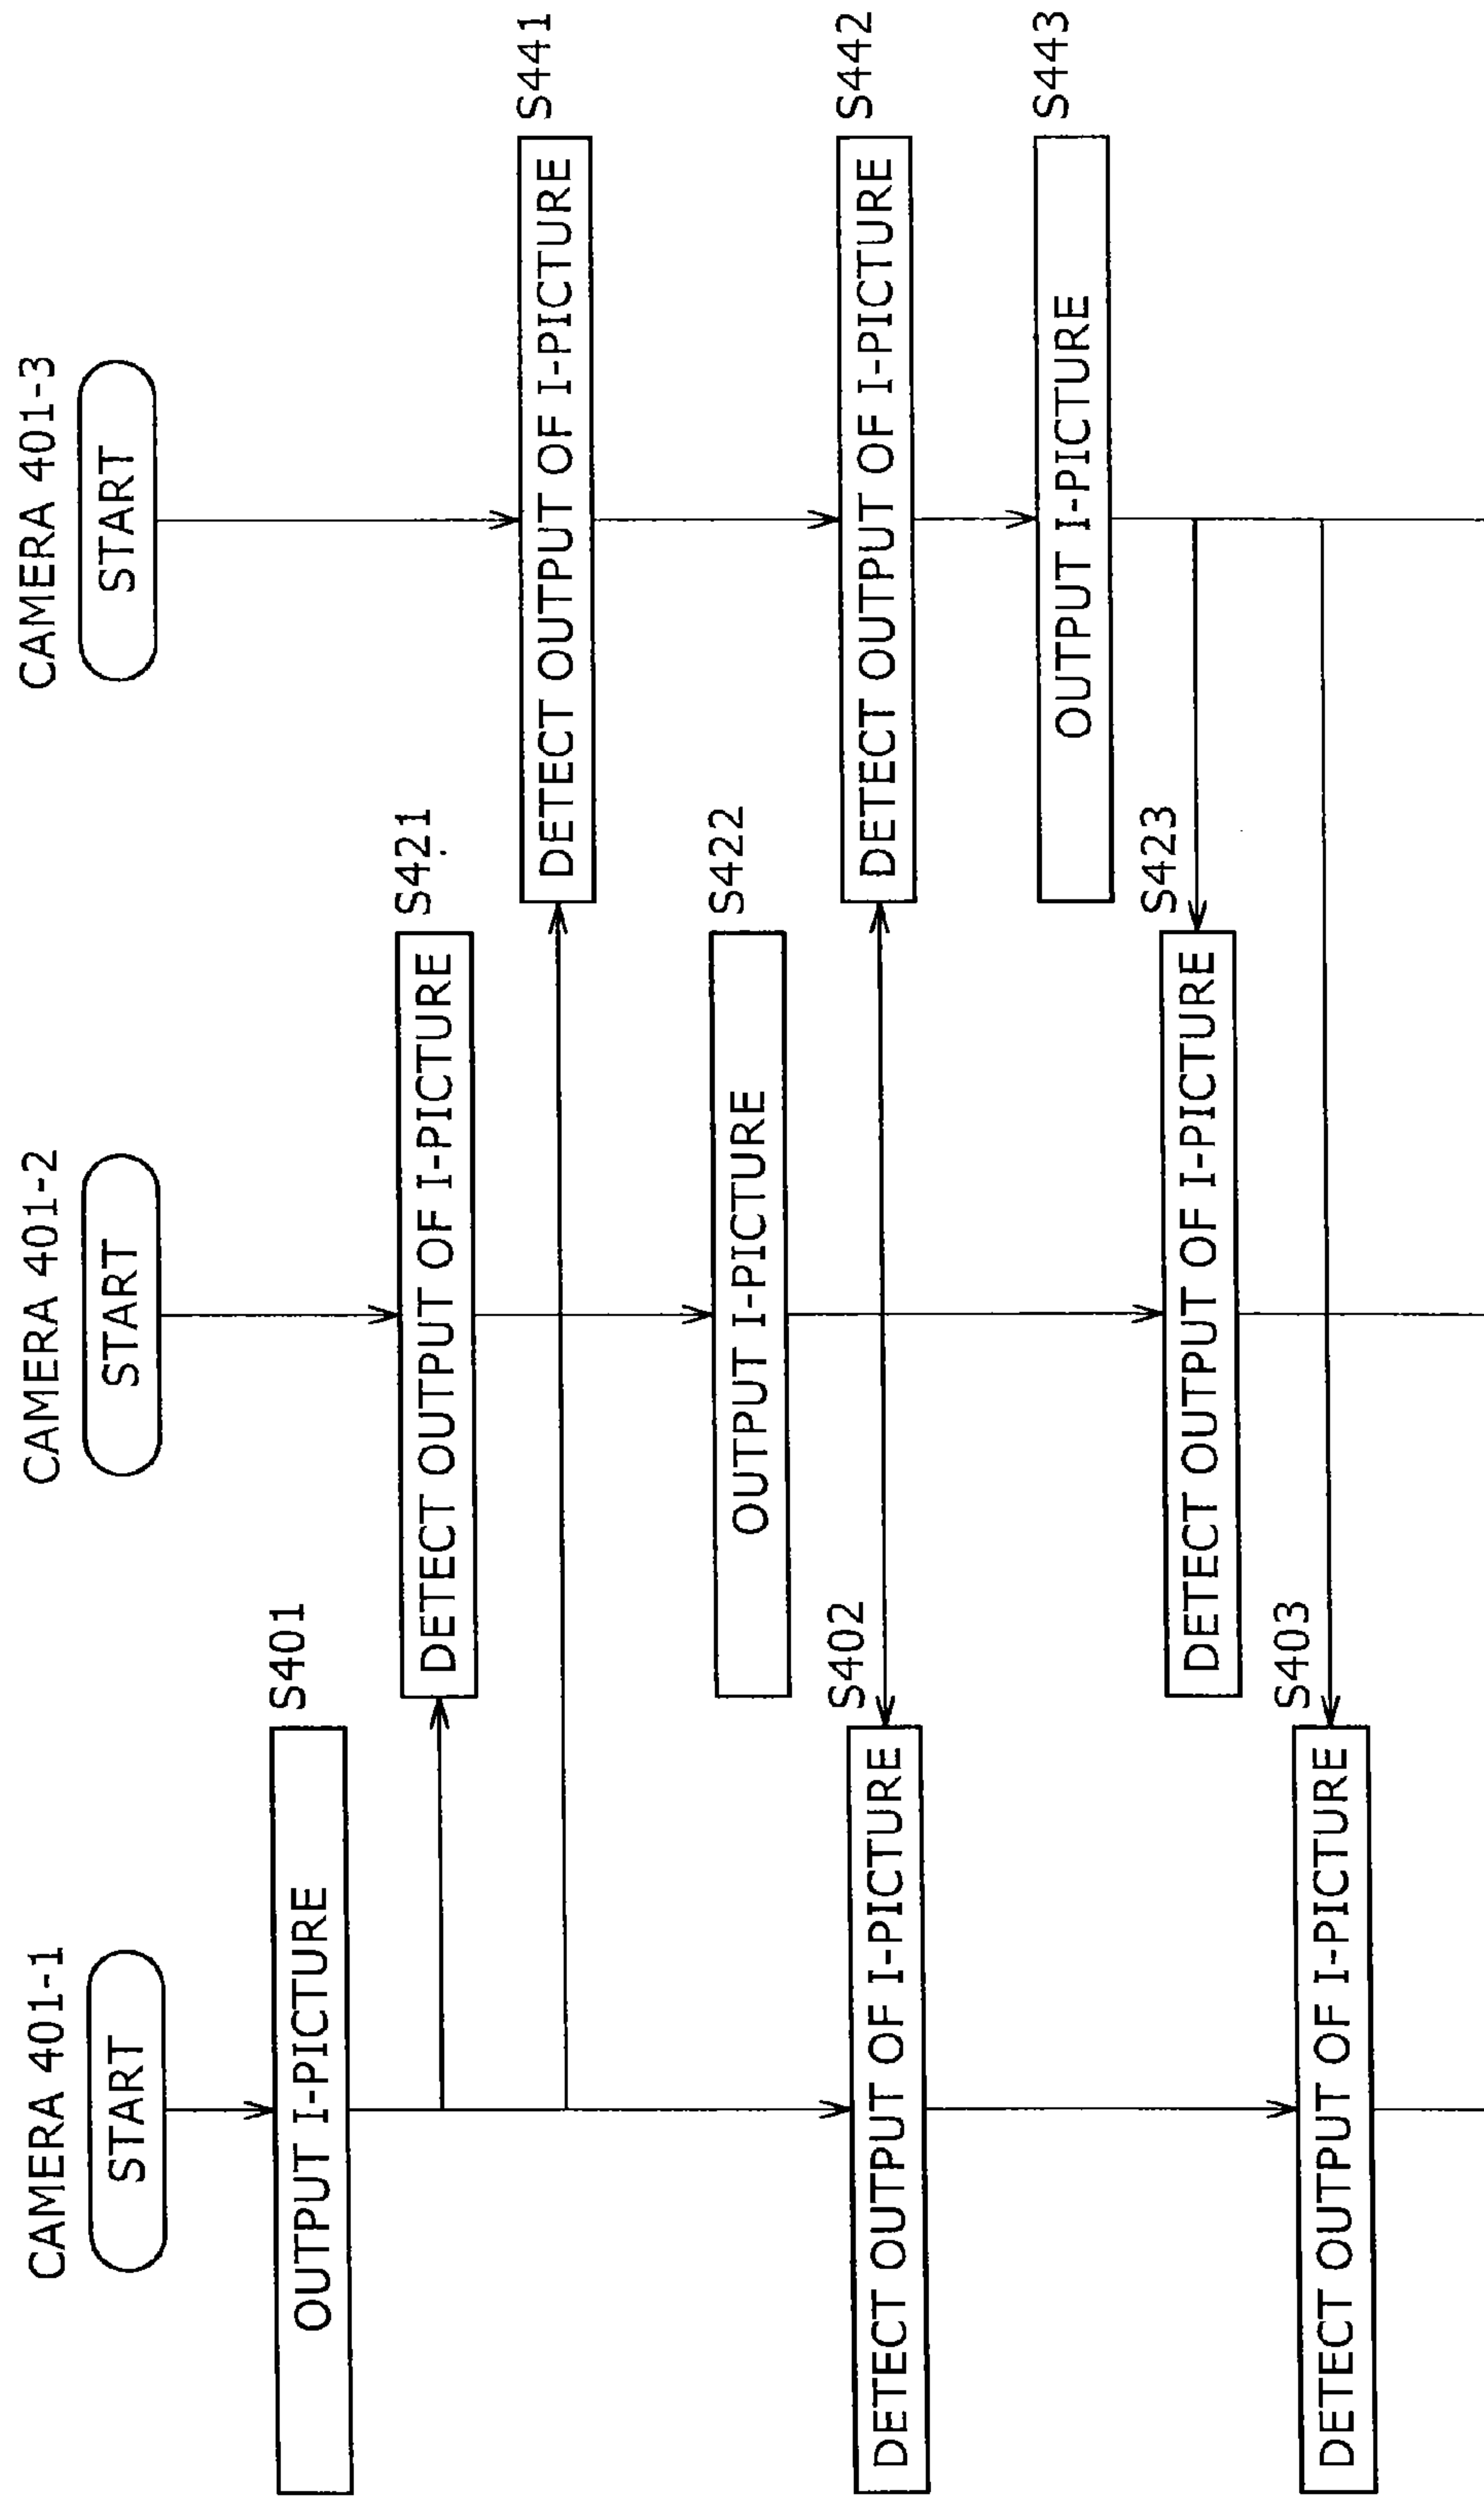 CAMERA 401-1
START
OUTPUT I-PICTURE
S401
DETECT OUTPUT OF I-PICTURE
S402
DETECT OUTPUT OF I-PICTURE
S403
CAMERA 401-2
START
DETECT OUTPUT OF I-PICTURE
S421
OUTPUT I-PICTURE
S422
DETECT OUTPUT OF I-PICTURE
S423
CAMERA 401-3
START
DETECT OUTPUT OF I-PICTURE
S441
DETECT OUTPUT OF I-PICTURE
S442
OUTPUT I-PICTURE
S443